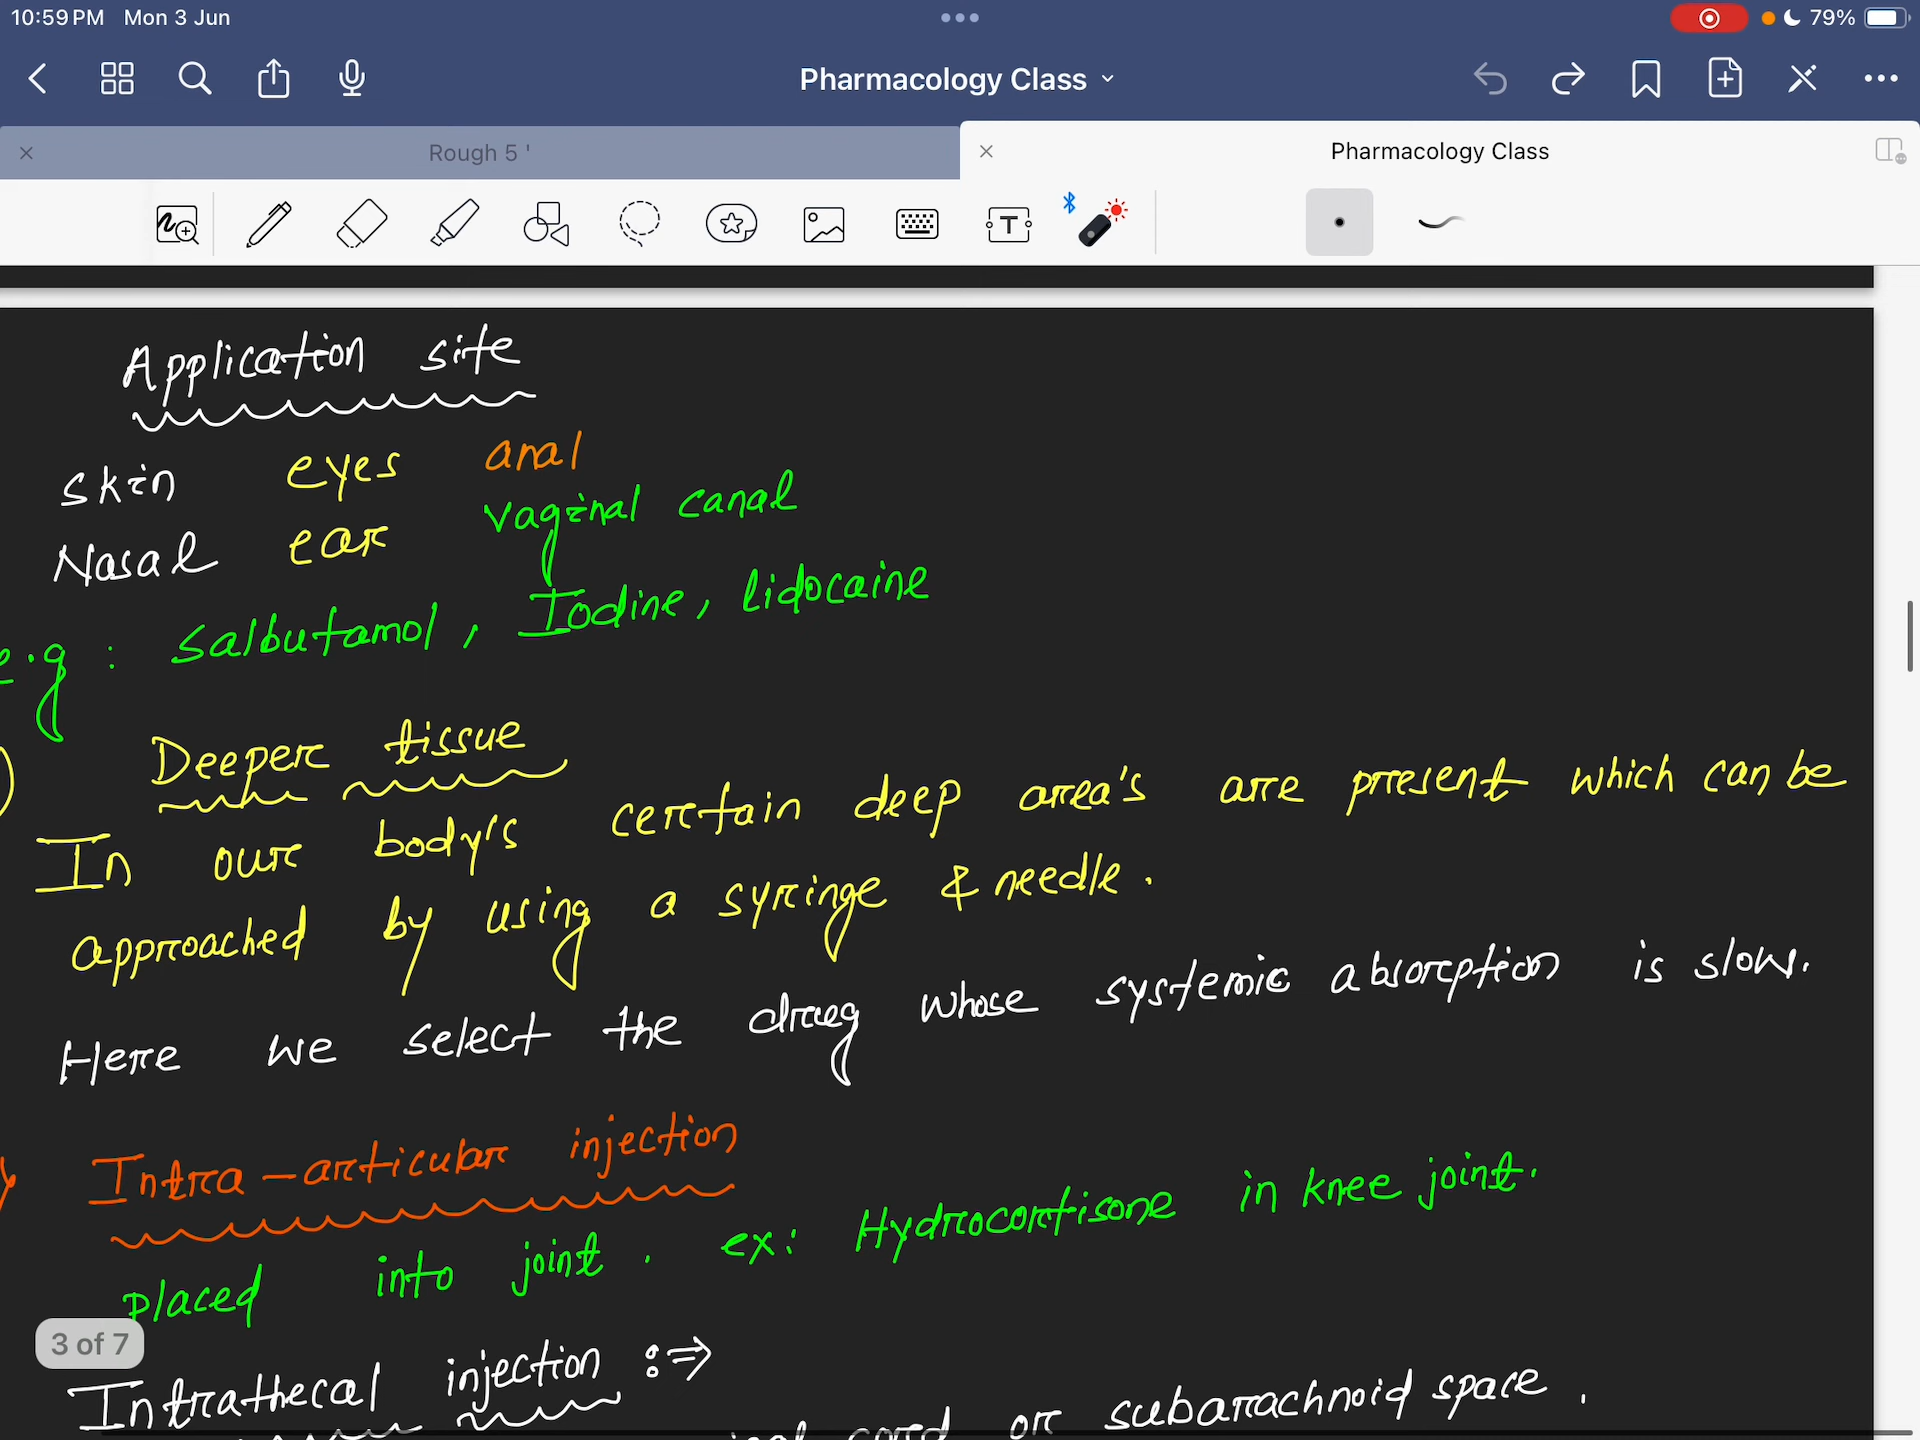 10:59 PM Mon 3 Jun
79%
Pharmacology Class
Rough 5 '
Pharmacology Class
Application site
skin eyes anal
Nasal ear vaginal canal
e.g : salbutamol, Iodine, lidocaine
Deeper tissue
In our body's certain deep area's are present which can be
approached by using a syringe & needle.
Here we select the drug whose systemic absorption is slow.
Intra-articular injection
placed into joint. ex: Hydrocortisone in knee joint.
3 of 7
Intrathecal injection :⇒
cord or subarachnoid space.